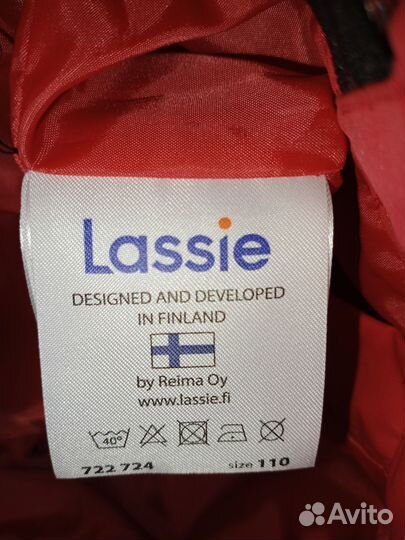 Lassie
DESIGNED AND DEVELOPED
IN FINLAND
by Reima Oy
www.lassie.fi
40°
722 724 size 110
Avito